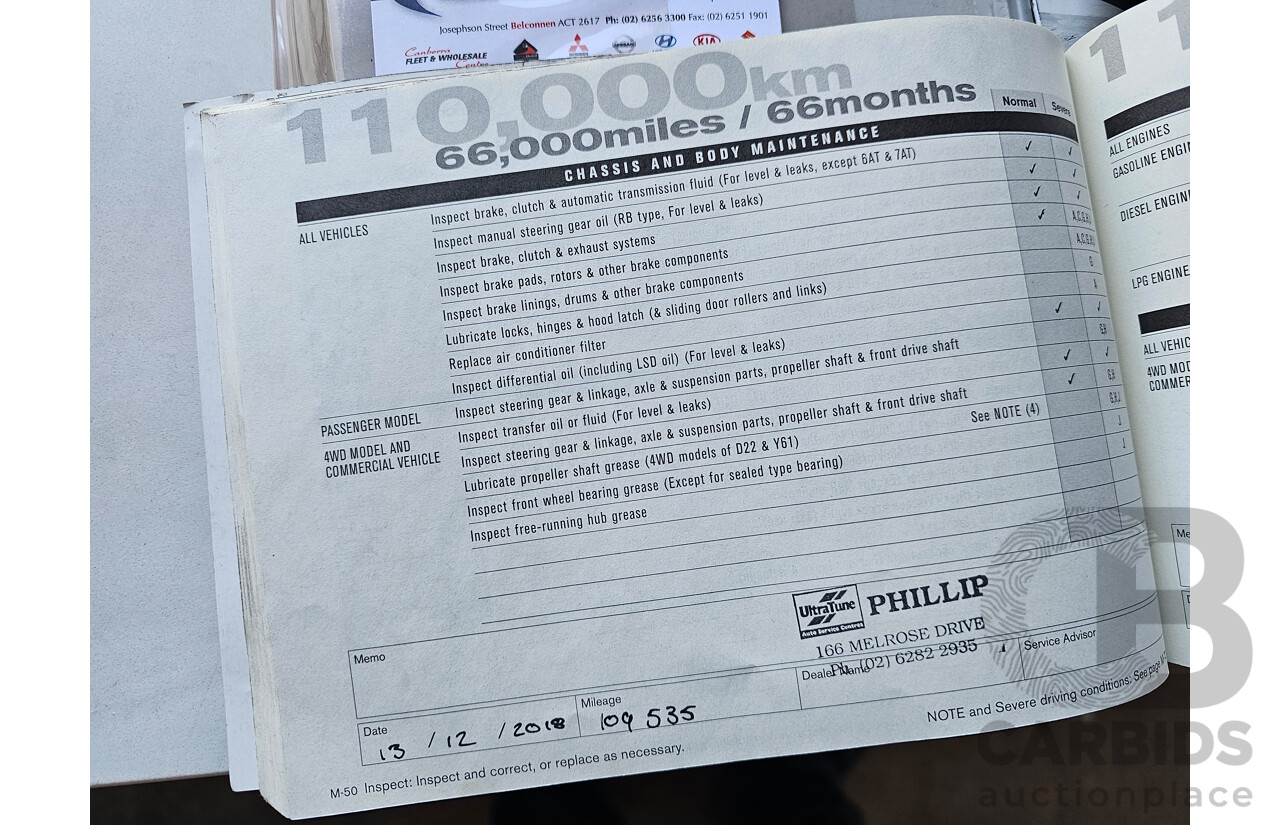 Josephson Street Belconnen ACT 2617 Ph: (02) 6256 3300 Fax: (02) 6251 1901
Canberra
FLEET & WHOLESALE
Centre
KIA
110,000km
66,000miles / 66months
Normal Severe
CHASSIS AND BODY MAINTENANCE
ALL VEHICLES
Inspect brake, clutch & automatic transmission fluid (For level & leaks, except 6AT & 7AT) ✓ ✓
Inspect manual steering gear oil (RB type, For level & leaks) ✓ ✓
Inspect brake, clutch & exhaust systems ✓ ✓
Inspect brake pads, rotors & other brake components ✓ A,C,G,H
Inspect brake linings, drums & other brake components A,C,G,H
Lubricate locks, hinges & hood latch (& sliding door rollers and links) G
Replace air conditioner filter A
Inspect differential oil (including LSD oil) (For level & leaks) ✓ ✓
PASSENGER MODEL
Inspect steering gear & linkage, axle & suspension parts, propeller shaft & front drive shaft G,H
4WD MODEL AND
COMMERCIAL VEHICLE
Inspect transfer oil or fluid (For level & leaks) ✓ ✓
Inspect steering gear & linkage, axle & suspension parts, propeller shaft & front drive shaft ✓ G,H
Lubricate propeller shaft grease (4WD models of D22 & Y61) G,H,J
Inspect front wheel bearing grease (Except for sealed type bearing) See NOTE (4) J
Inspect free-running hub grease J
UltraTune
Auto Service Centres
PHILLIP
166 MELROSE DRIVE
Ph. (02) 6282 2935
Memo
Date
13 / 12 / 2018
Mileage
109 535
Dealer Name
Service Advisor
NOTE and Severe driving conditions: See page
M-50 Inspect: Inspect and correct, or replace as necessary.
1 1
ALL ENGINES
GASOLINE ENGI
DIESEL ENGIN
LPG ENGINE
ALL VEHIC
4WD MOD
COMMER
Me
CARBIDS
auctionplace